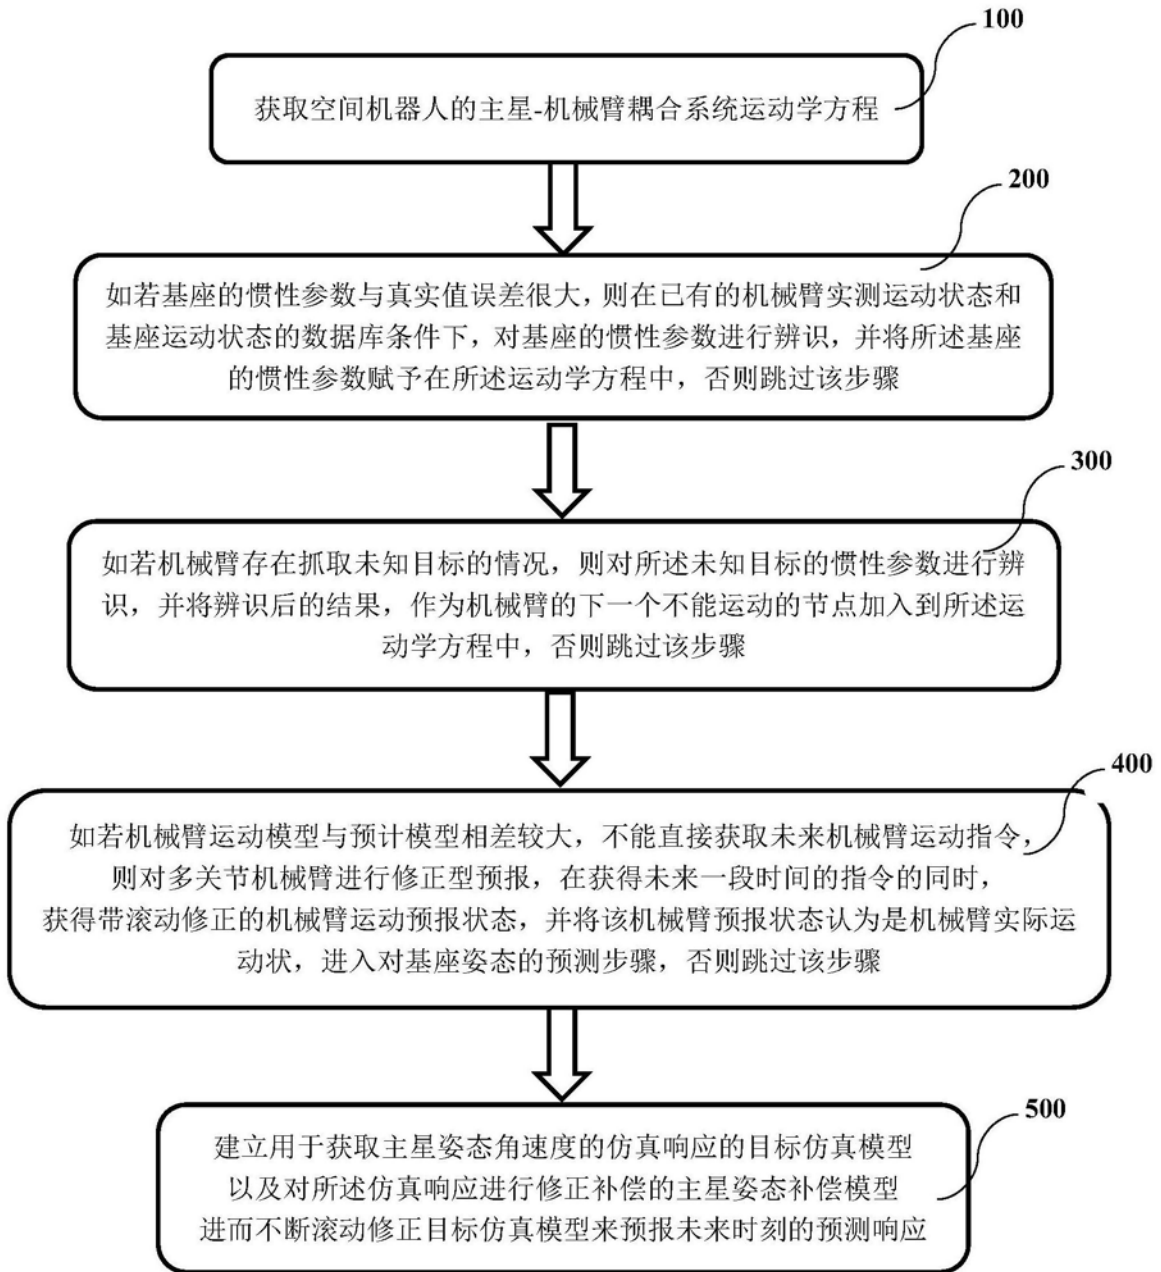 100
获取空间机器人的主星-机械臂耦合系统运动学方程
200
如若基座的惯性参数与真实值误差很大，则在已有的机械臂实测运动状态和
基座运动状态的数据库条件下，对基座的惯性参数进行辨识，并将所述基座
的惯性参数赋予在所述运动学方程中，否则跳过该步骤
300
如若机械臂存在抓取未知目标的情况，则对所述未知目标的惯性参数进行辨
识，并将辨识后的结果，作为机械臂的下一个不能运动的节点加入到所述运
动学方程中，否则跳过该步骤
400
如若机械臂运动模型与预计模型相差较大，不能直接获取未来机械臂运动指令，
则对多关节机械臂进行修正型预报，在获得未来一段时间的指令的同时，
获得带滚动修正的机械臂运动预报状态，并将该机械臂预报状态认为是机械臂实际运
动状，进入对基座姿态的预测步骤，否则跳过该步骤
500
建立用于获取主星姿态角速度的仿真响应的目标仿真模型
以及对所述仿真响应进行修正补偿的主星姿态补偿模型
进而不断滚动修正目标仿真模型来预报未来时刻的预测响应